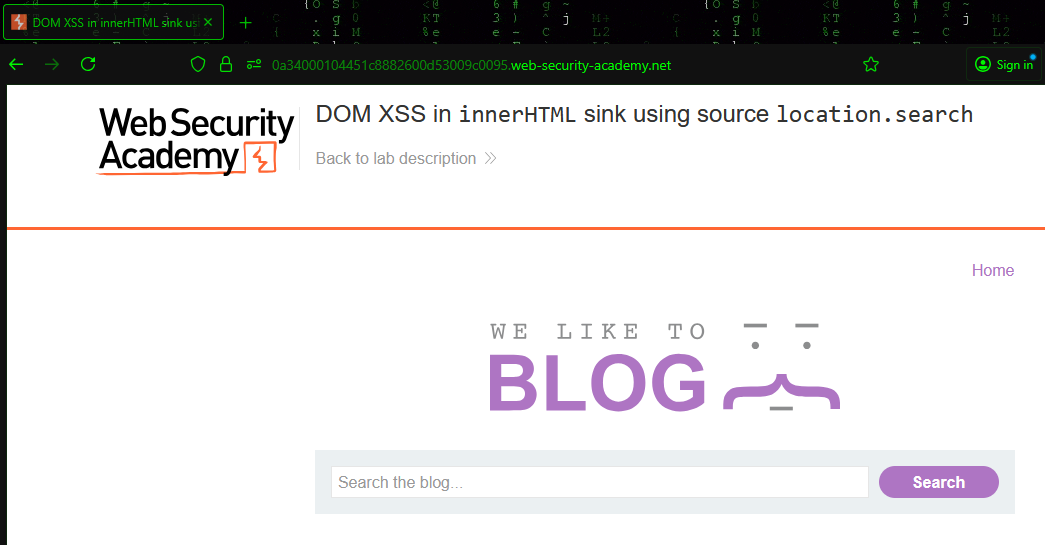 DOM XSS in innerHTML sink us
0a34000104451c8882600d53009c0095.web-security-academy.net
Sign in
Web Security
Academy
DOM XSS in innerHTML sink using source location.search
Back to lab description
Home
WE LIKE TO
BLOG
Search the blog...
Search